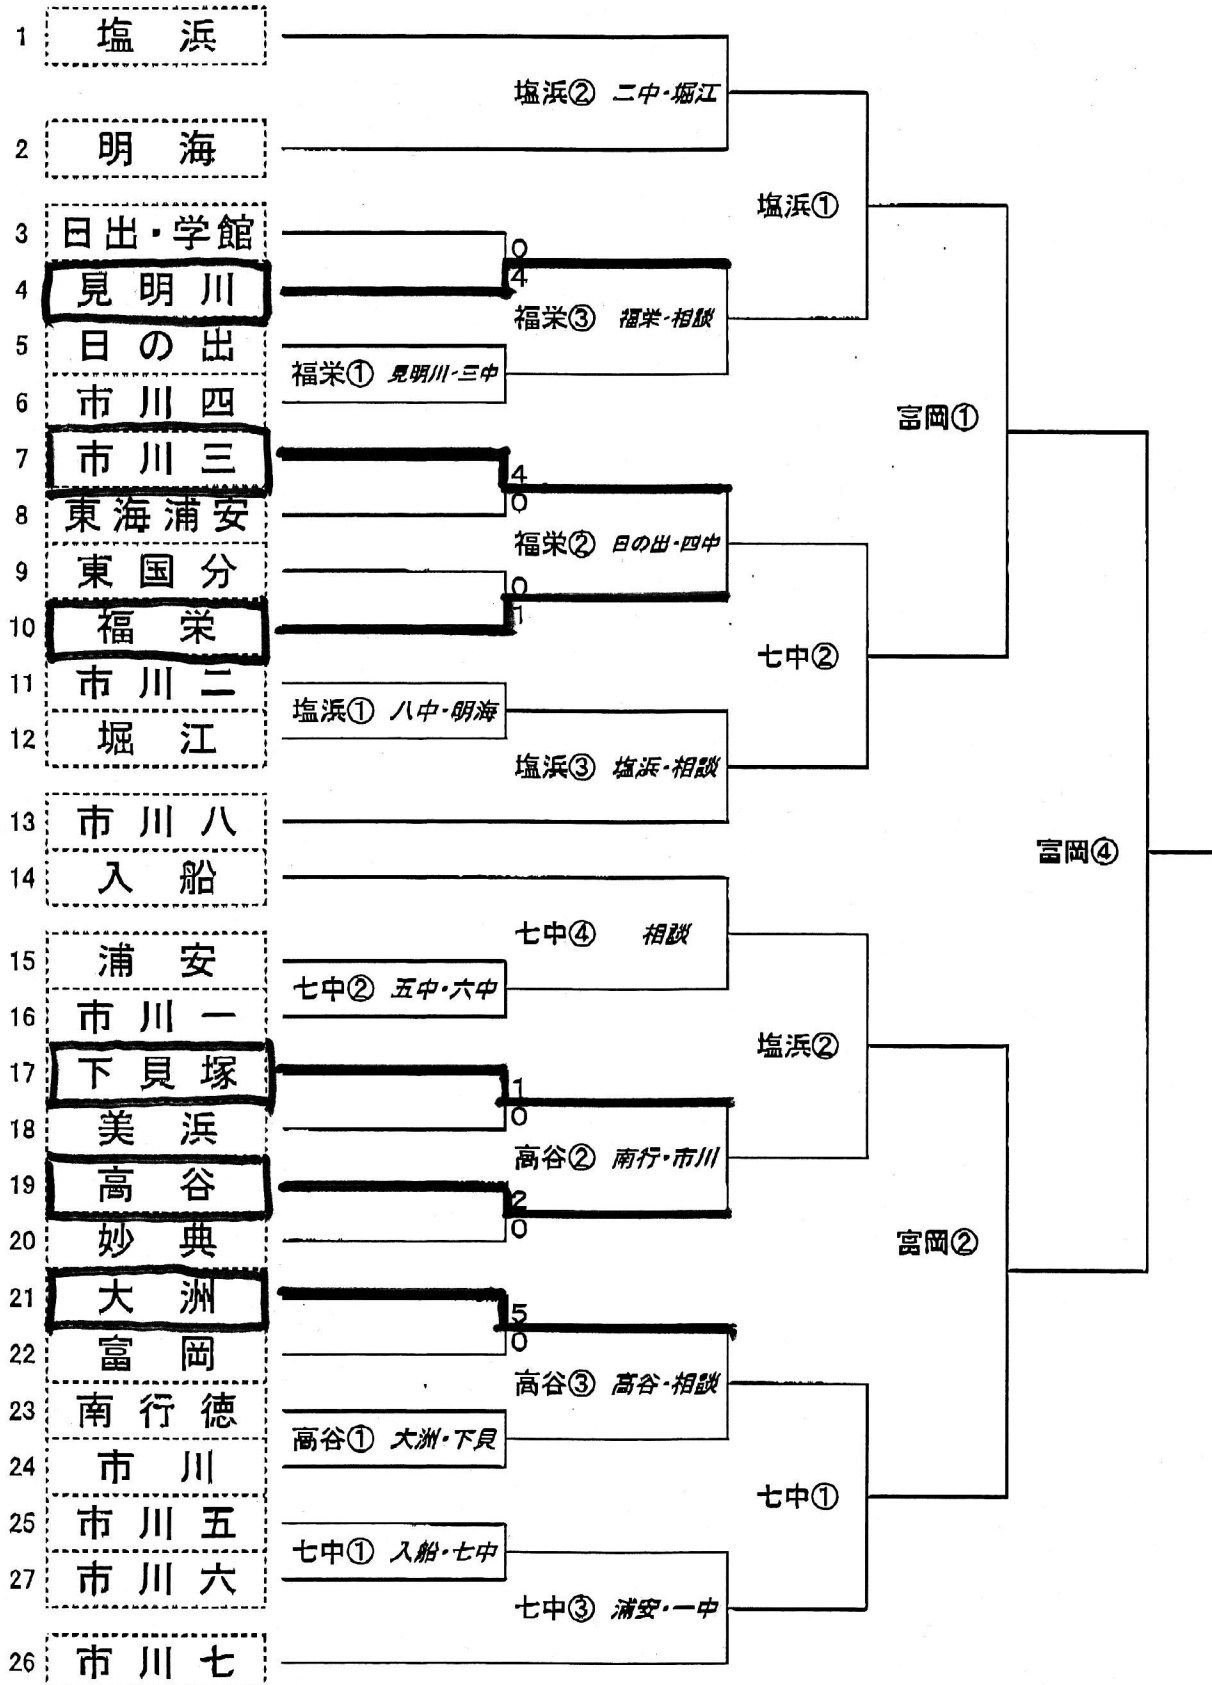 1 塩浜
塩浜② 二中・堀江
2 明海
塩浜①
3 日出・学館
0
4 見明川
4
福栄③ 福栄・相談
5 日の出
福栄① 見明川・三中
6 市川四
富岡①
7 市川三
4
8 東海浦安
0
福栄② 日の出・四中
9 東国分
0
10 福栄
1
七中②
11 市川二
塩浜① 八中・明海
12 堀江
塩浜③ 塩浜・相談
13 市川八
富岡④
14 入船
七中④ 相談
15 浦安
七中② 五中・六中
16 市川一
塩浜②
17 下貝塚
1
18 美浜
0
高谷② 南行・市川
19 高谷
2
20 妙典
0
富岡②
21 大洲
5
22 富岡
0
高谷③ 高谷・相談
23 南行徳
高谷① 大洲・下貝
24 市川
七中①
25 市川五
七中① 入船・七中
27 市川六
七中③ 浦安・一中
26 市川七